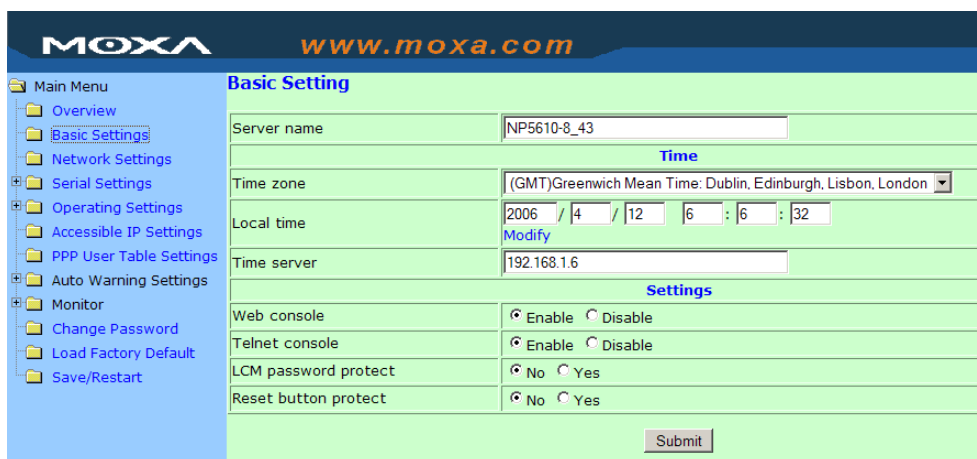 MOXA www.moxa.com
Main Menu
Overview
Basic Settings
Network Settings
Serial Settings
Operating Settings
Accessible IP Settings
PPP User Table Settings
Auto Warning Settings
Monitor
Change Password
Load Factory Default
Save/Restart
Basic Setting
Server name NP5610-8_43
Time
Time zone (GMT)Greenwich Mean Time: Dublin, Edinburgh, Lisbon, London
Local time 2006 / 4 / 12 6 : 6 : 32
Modify
Time server 192.168.1.6
Settings
Web console Enable Disable
Telnet console Enable Disable
LCM password protect No Yes
Reset button protect No Yes
Submit